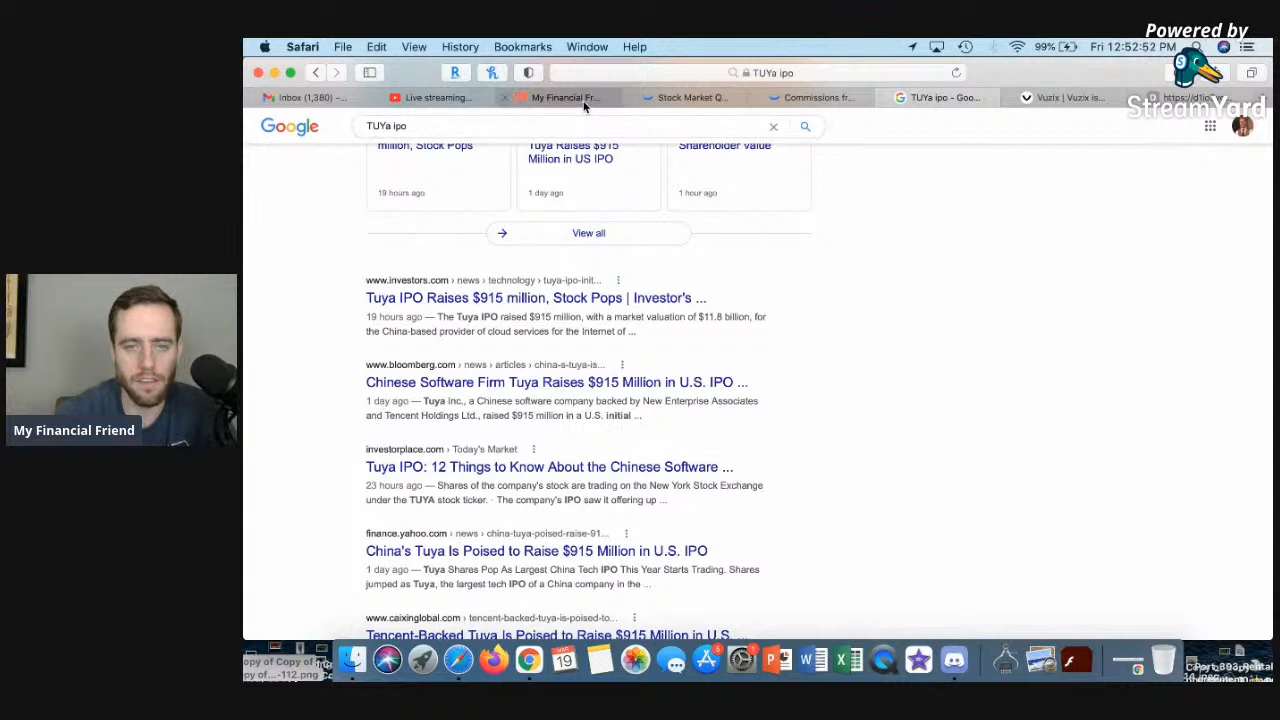 Powered by
StreamYard
Safari File Edit View History Bookmarks Window Help
99% Fri 12:52:52 PM
TUYa ipo
Inbox (1,380) –...
Live streaming...
My Financial Fr...
Stock Market Q...
Commissions fr...
TUYa ipo - Goo...
Vuzix | Vuzix is...
Google
TUYa ipo
million, Stock Pops
19 hours ago
Tuya Raises $915
Million in US IPO
1 day ago
Shareholder Value
1 hour ago
View all
www.investors.com › news › technology › tuya-ipo-init...
Tuya IPO Raises $915 million, Stock Pops | Investor's ...
19 hours ago — The Tuya IPO raised $915 million, with a market valuation of $11.8 billion, for
the China-based provider of cloud services for the Internet of ...
www.bloomberg.com › news › articles › china-s-tuya-is...
Chinese Software Firm Tuya Raises $915 Million in U.S. IPO ...
1 day ago — Tuya Inc., a Chinese software company backed by New Enterprise Associates
and Tencent Holdings Ltd., raised $915 million in a U.S. initial ...
investorplace.com › Today's Market
Tuya IPO: 12 Things to Know About the Chinese Software ...
23 hours ago — Shares of the company's stock are trading on the New York Stock Exchange
under the TUYA stock ticker. · The company's IPO saw it offering up ...
finance.yahoo.com › news › china-tuya-poised-raise-91...
China's Tuya Is Poised to Raise $915 Million in U.S. IPO
1 day ago — Tuya Shares Pop As Largest China Tech IPO This Year Starts Trading. Shares
jumped as Tuya, the largest tech IPO of a China company in the ...
www.caixinglobal.com › tencent-backed-tuya-is-poised-to...
Tencent-Backed Tuya Is Poised to Raise $915 Million in U.S. ...
My Financial Friend
opy of Copy of
py of...-112.png
MAR
19
6
1